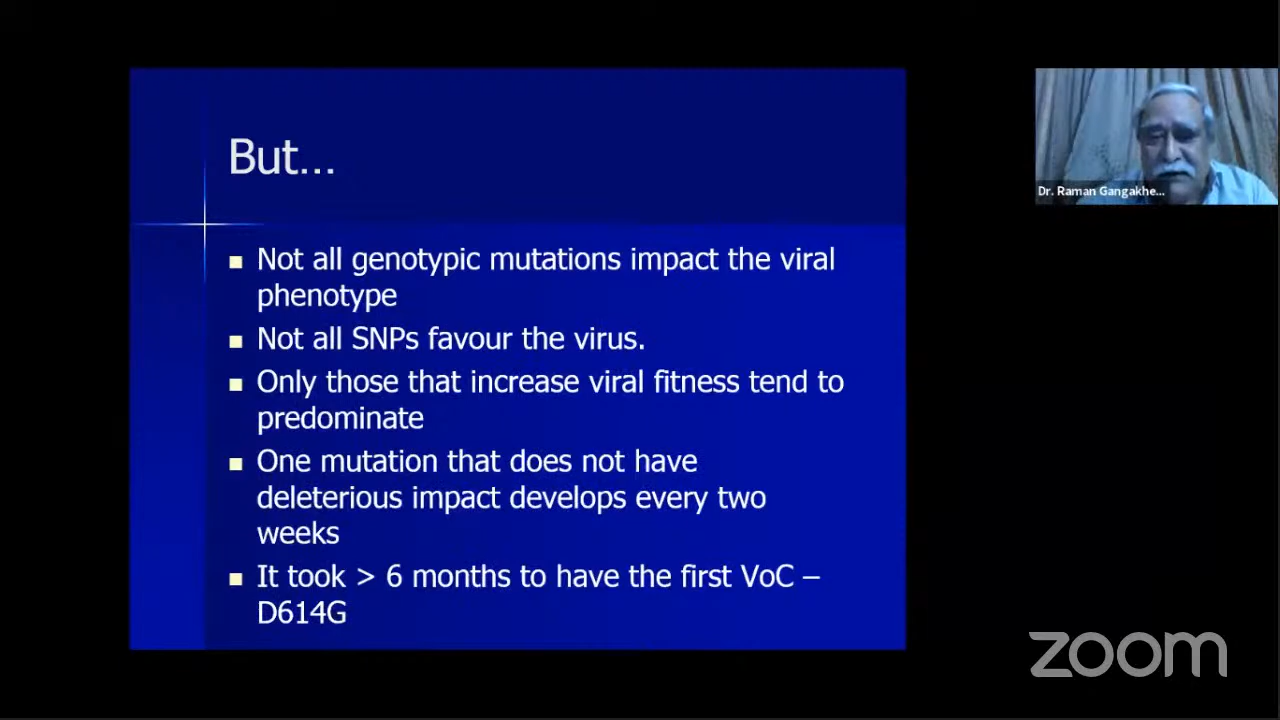 But...
Not all genotypic mutations impact the viral
phenotype
Not all SNPs favour the virus.
Only those that increase viral fitness tend to
predominate
One mutation that does not have
deleterious impact develops every two
weeks
It took > 6 months to have the first VoC –
D614G
Dr. Raman Gangakhe...
zoom